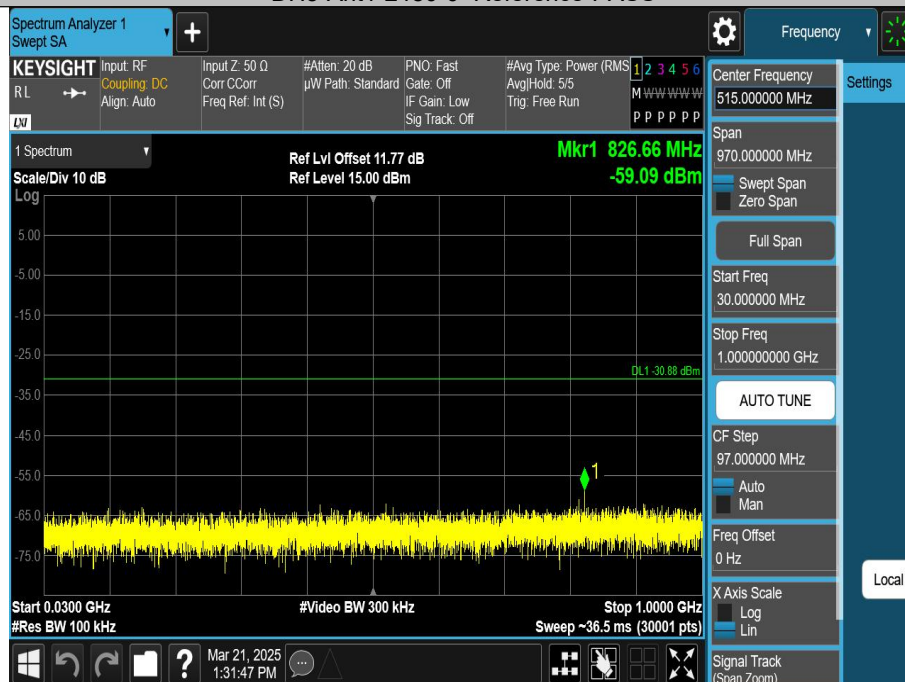 Spectrum Analyzer 1
Swept SA
+
Frequency
KEYSIGHT
RL
LXI
Input: RF
Coupling: DC
Align: Auto
Input Z: 50 Ω
Corr CCorr
Freq Ref: Int (S)
#Atten: 20 dB
µW Path: Standard
PNO: Fast
Gate: Off
IF Gain: Low
Sig Track: Off
#Avg Type: Power (RMS
Avg|Hold: 5/5
Trig: Free Run
1 2 3 4 5 6
M W W W W W
P P P P P P
1 Spectrum
Scale/Div 10 dB
Log
Ref Lvl Offset 11.77 dB
Ref Level 15.00 dBm
Mkr1 826.66 MHz
-59.09 dBm
5.00
-5.00
-15.0
-25.0
DL1 -30.88 dBm
-35.0
-45.0
-55.0
1
-65.0
-75.0
Start 0.0300 GHz
#Video BW 300 kHz
Stop 1.0000 GHz
#Res BW 100 kHz
Sweep ~36.5 ms (30001 pts)
?
Mar 21, 2025
1:31:47 PM
Center Frequency
515.000000 MHz
Settings
Span
970.000000 MHz
Swept Span
Zero Span
Full Span
Start Freq
30.000000 MHz
Stop Freq
1.000000000 GHz
AUTO TUNE
CF Step
97.000000 MHz
Auto
Man
Freq Offset
0 Hz
Local
X Axis Scale
Log
Lin
Signal Track
(Span Zoom)